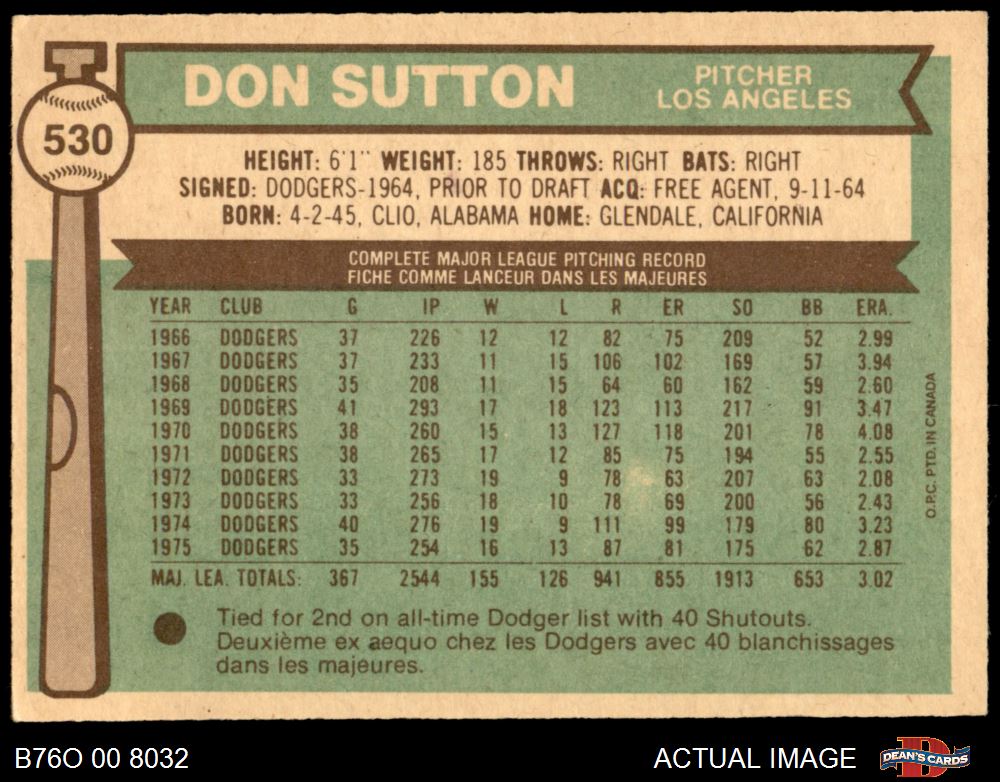 DON SUTTON
PITCHER
LOS ANGELES
530
HEIGHT: 6'1" WEIGHT: 185 THROWS: RIGHT BATS: RIGHT
SIGNED: DODGERS-1964, PRIOR TO DRAFT ACQ: FREE AGENT, 9-11-64
BORN: 4-2-45, CLIO, ALABAMA HOME: GLENDALE, CALIFORNIA
COMPLETE MAJOR LEAGUE PITCHING RECORD
FICHE COMME LANCEUR DANS LES MAJEURES
YEAR CLUB G IP W L R ER SO BB ERA.
1966 DODGERS 37 226 12 12 82 75 209 52 2.99
1967 DODGERS 37 233 11 15 106 102 169 57 3.94
1968 DODGERS 35 208 11 15 64 60 162 59 2.60
1969 DODGERS 41 293 17 18 123 113 217 91 3.47
1970 DODGERS 38 260 15 13 127 118 201 78 4.08
1971 DODGERS 38 265 17 12 85 75 194 55 2.55
1972 DODGERS 33 273 19 9 78 63 207 63 2.08
1973 DODGERS 33 256 18 10 78 69 200 56 2.43
1974 DODGERS 40 276 19 9 111 99 179 80 3.23
1975 DODGERS 35 254 16 13 87 81 175 62 2.87
MAJ. LEA. TOTALS: 367 2544 155 126 941 855 1913 653 3.02
Tied for 2nd on all-time Dodger list with 40 Shutouts.
Deuxième ex aequo chez les Dodgers avec 40 blanchissages
dans les majeures.
O.P.C. PTD. IN CANADA
B76O 00 8032
ACTUAL IMAGE
DEAN'S CARDS